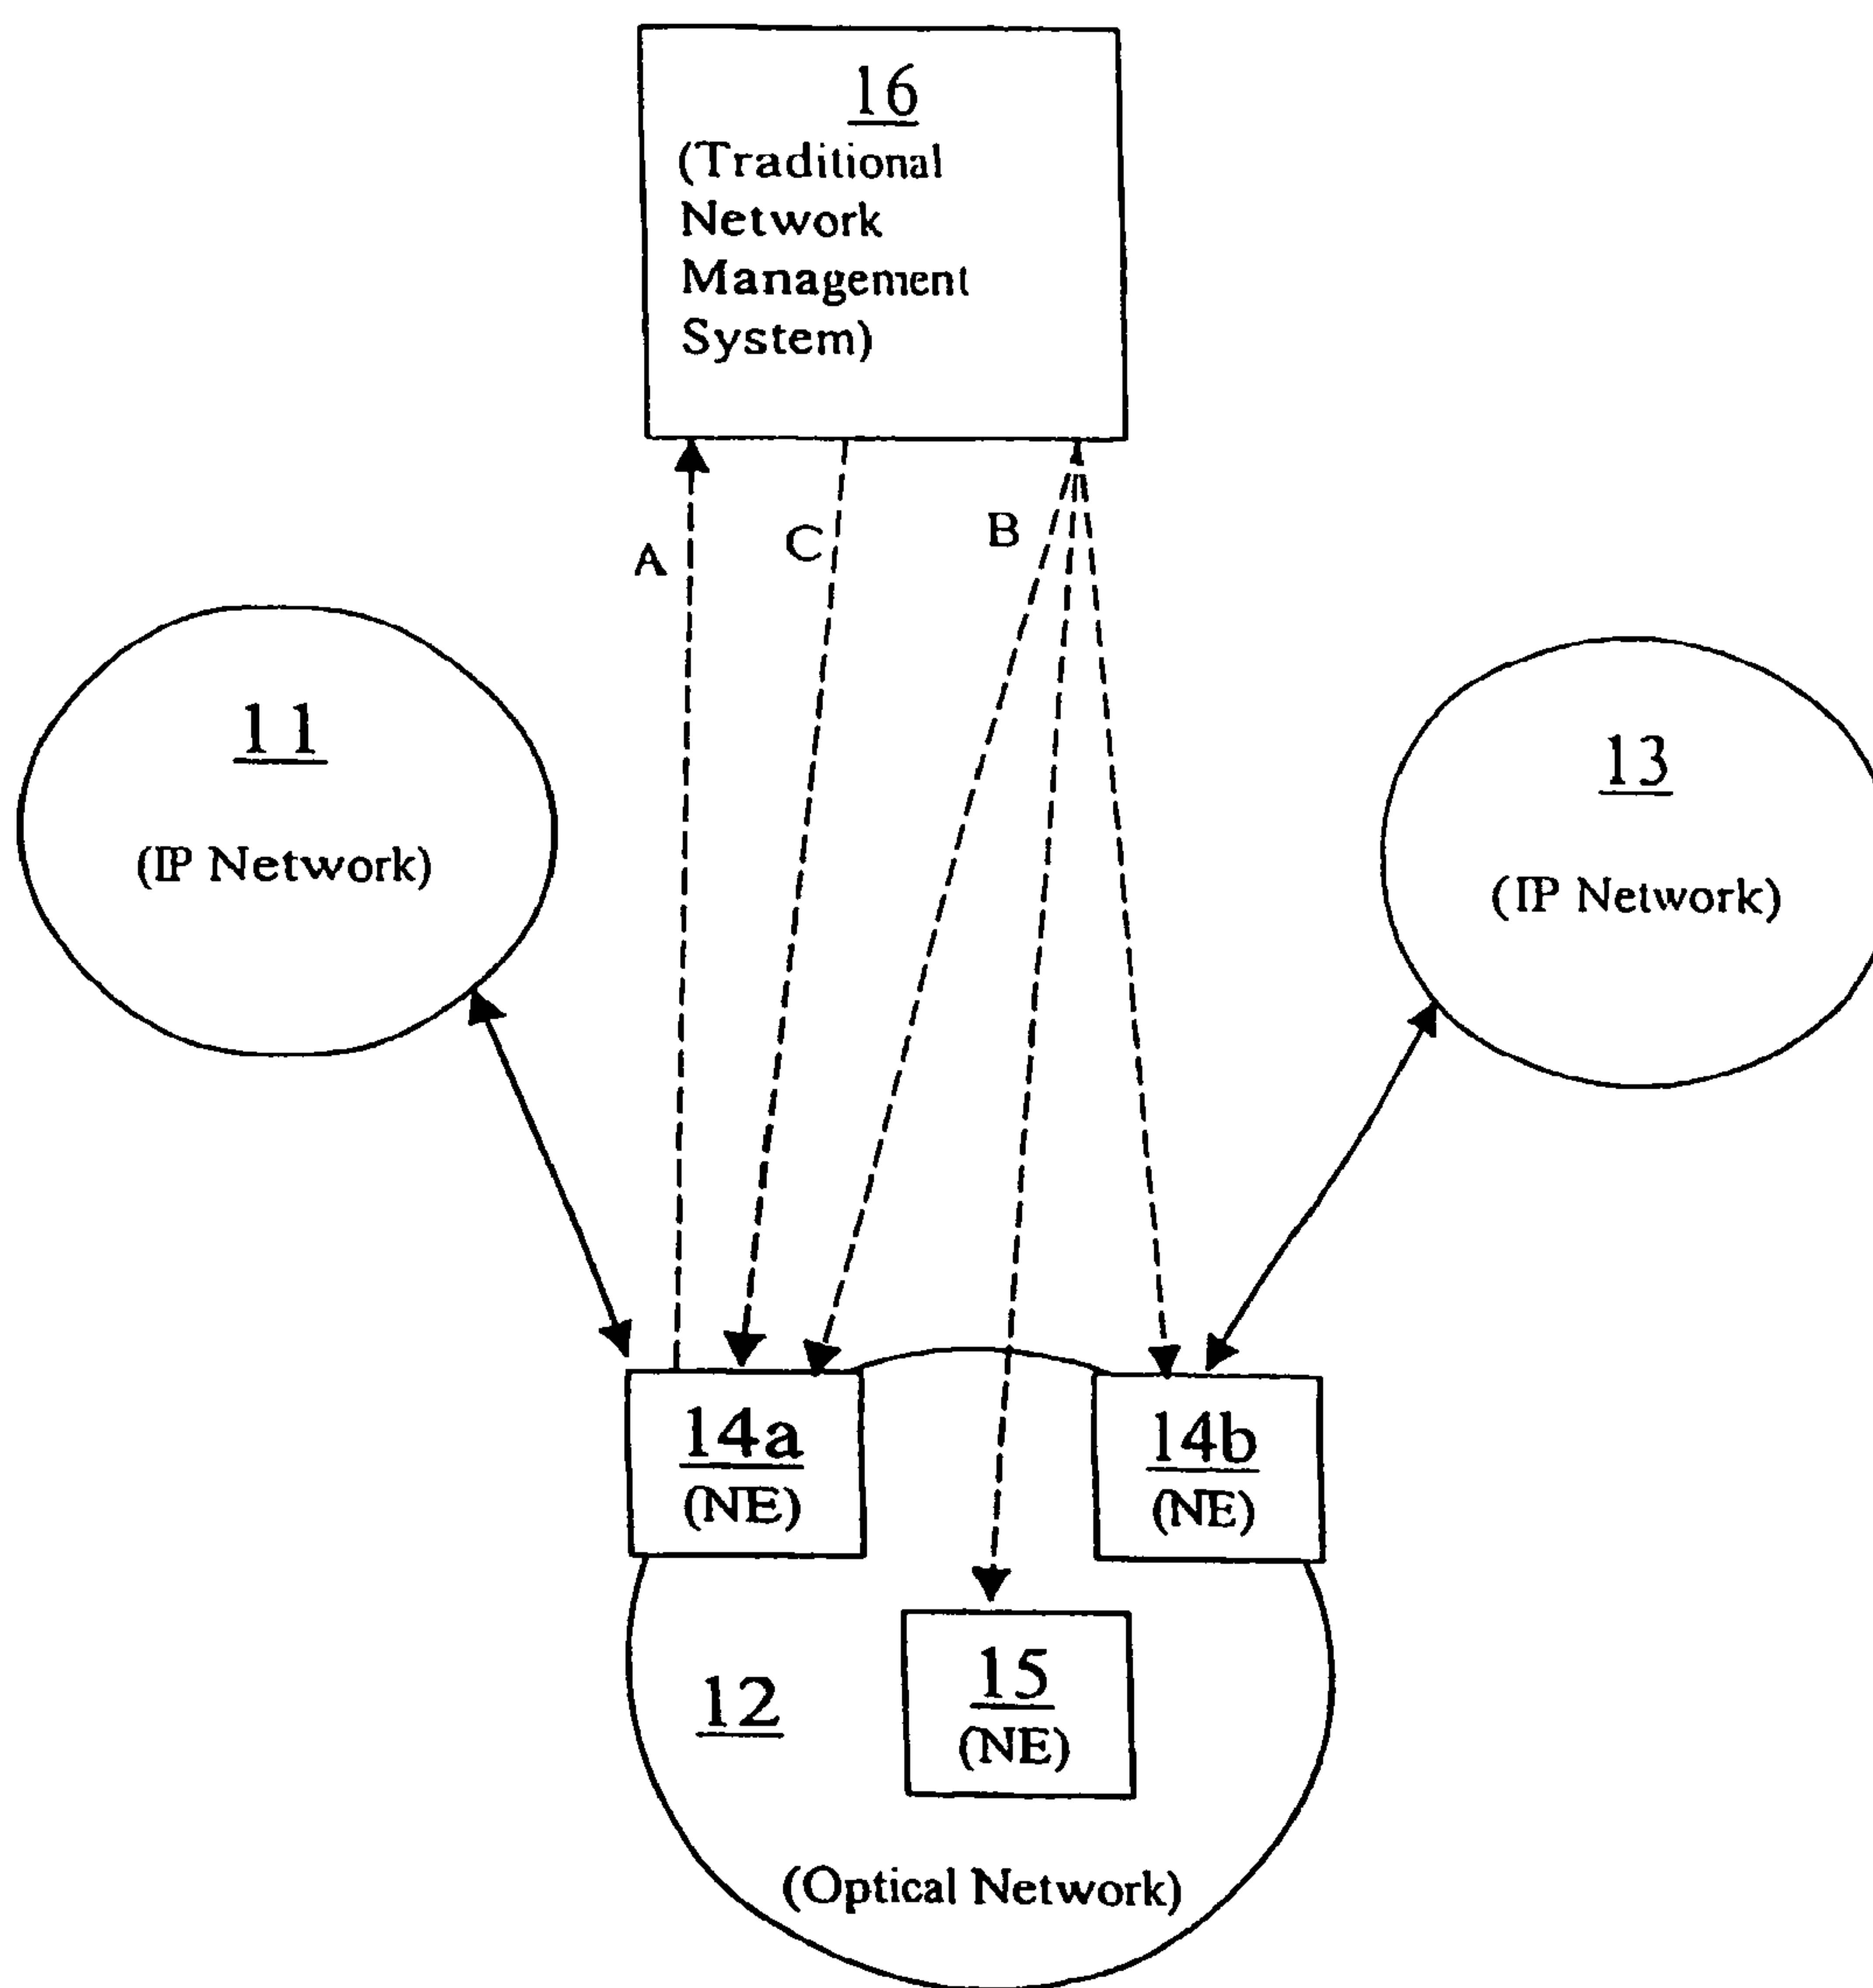 16
(Traditional
Network
Management
System)
A
C
B
11
(IP Network)
13
(IP Network)
14a
(NE)
14b
(NE)
15
(NE)
12
(Optical Network)